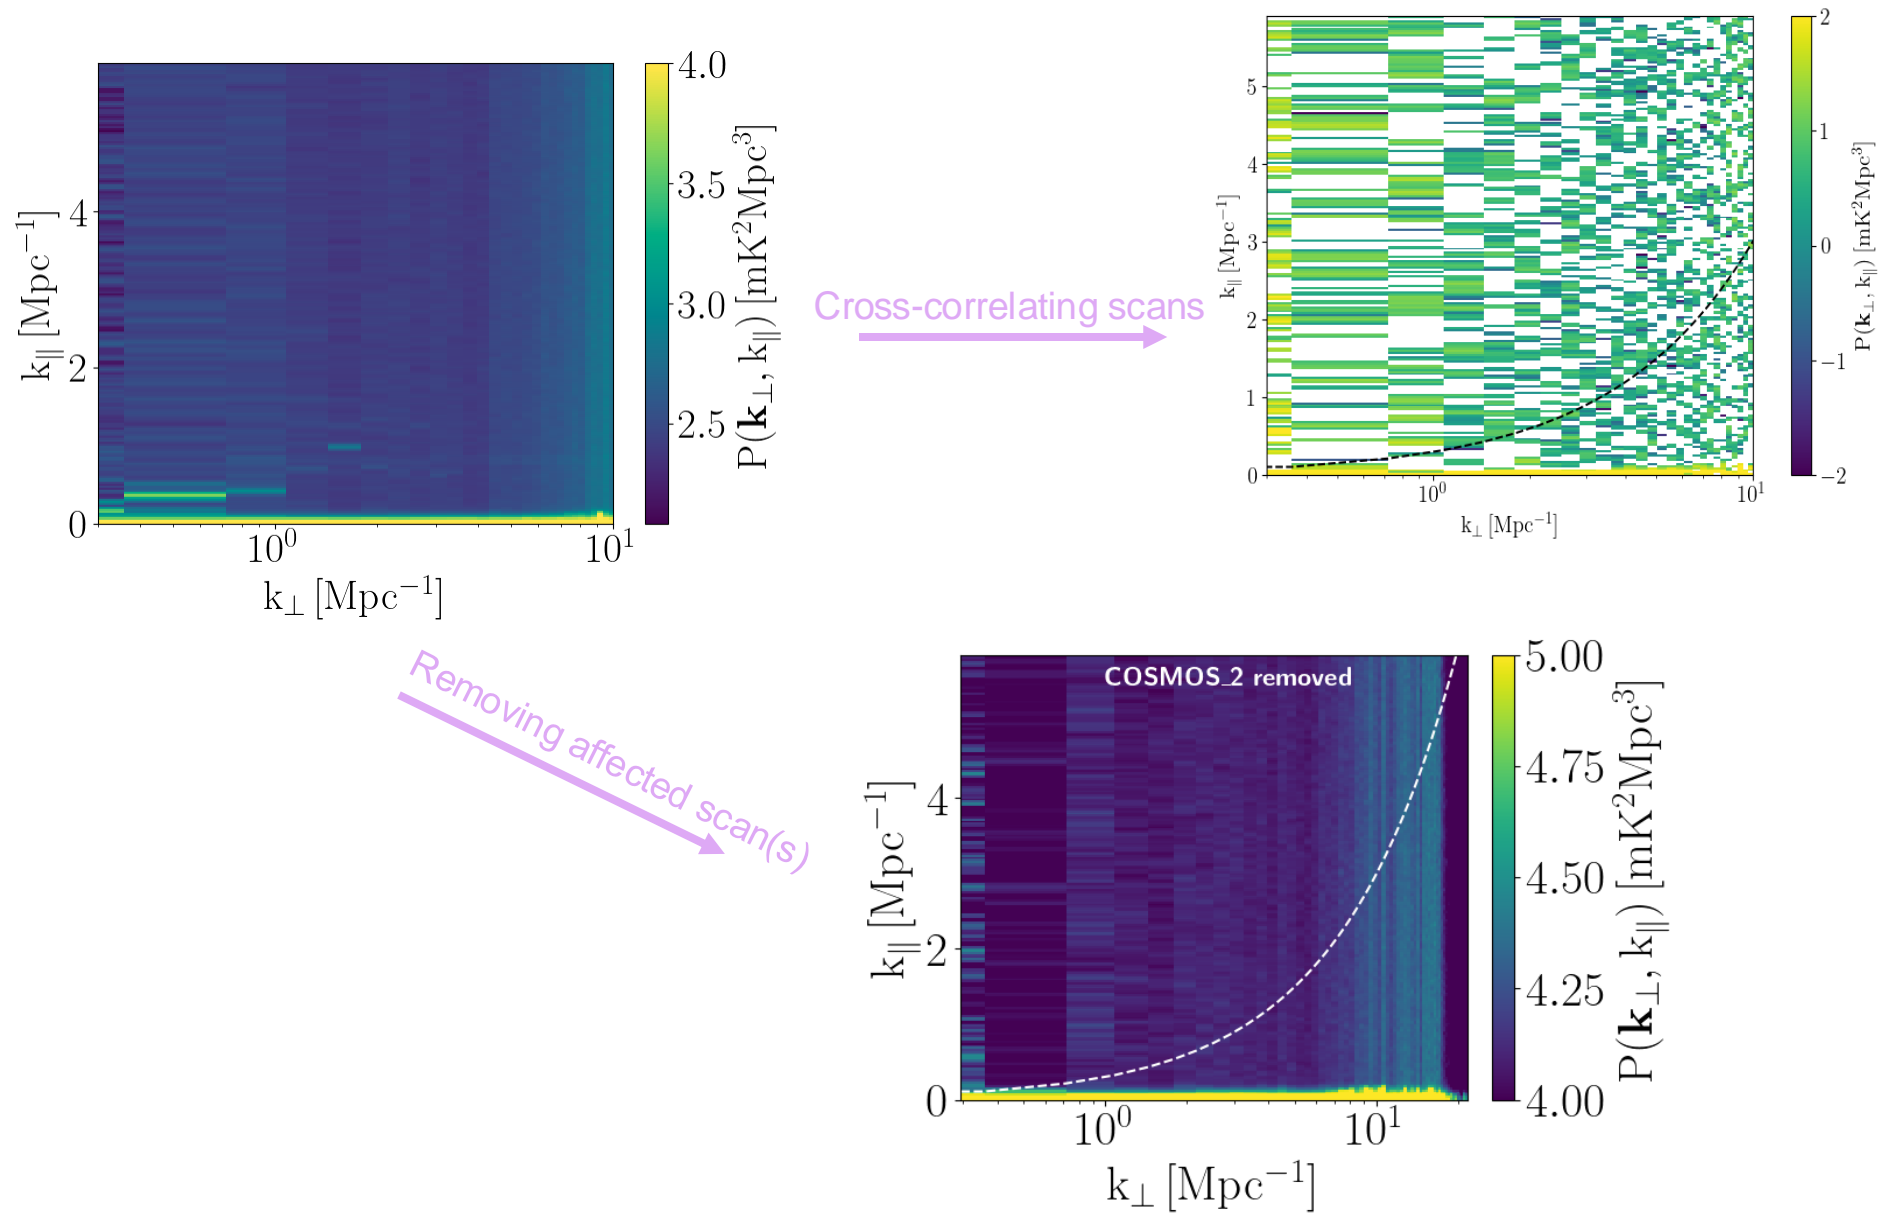 4.0
3.5
3.0
2.5
P(k⊥, k∥) [mK²Mpc³]
4
2
0
k∥ [Mpc⁻¹]
10⁰
10¹
k⊥ [Mpc⁻¹]
Cross-correlating scans
5
4
3
2
1
0
k∥ [Mpc⁻¹]
10⁰
10¹
k⊥ [Mpc⁻¹]
2
1
0
−1
−2
P(k⊥, k∥) [mK²Mpc³]
Removing affected scan(s)
COSMOS_2 removed
4
2
0
k∥ [Mpc⁻¹]
10⁰
10¹
k⊥ [Mpc⁻¹]
5.00
4.75
4.50
4.25
4.00
P(k⊥, k∥) [mK²Mpc³]